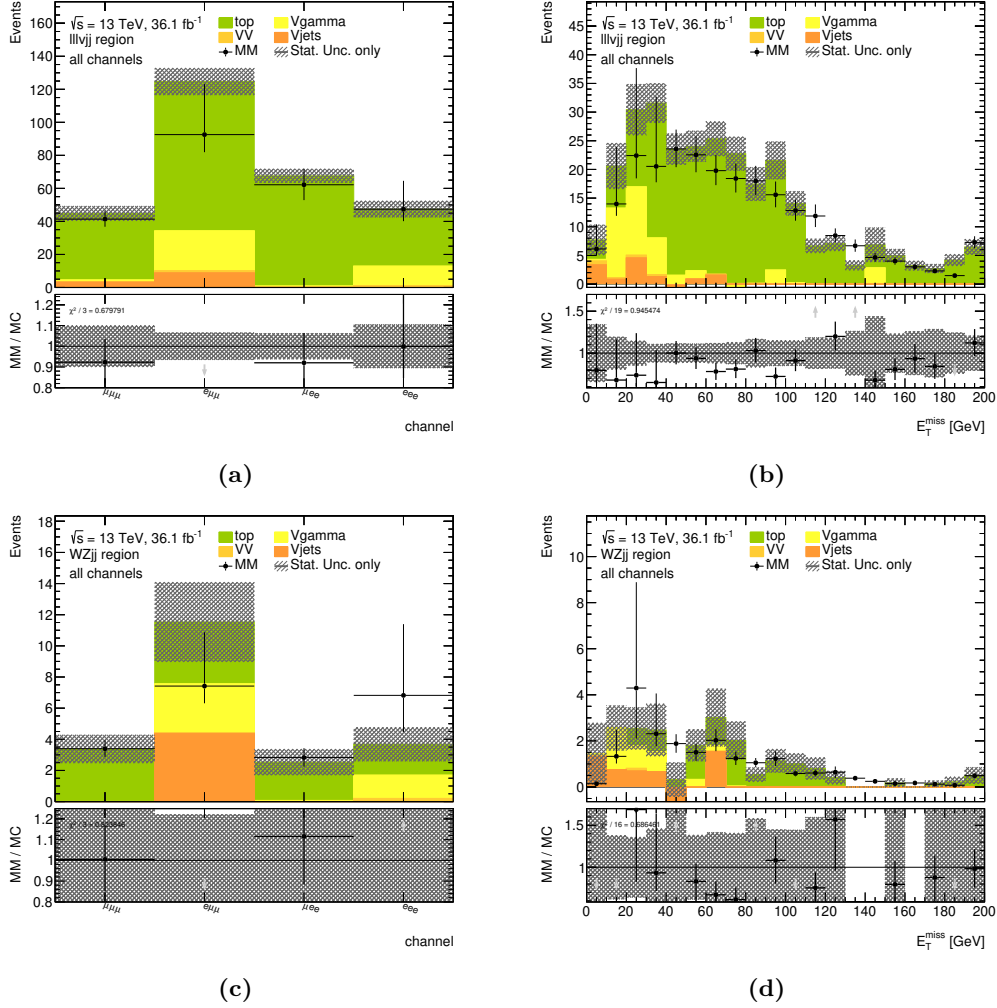 Events
160
140
120
100
80
60
40
20
0
√s = 13 TeV, 36.1 fb⁻¹
lllνjj region
all channels
top
Vgamma
VV
Vjets
MM
Stat. Unc. only
MM / MC
1.2
1.1
1
0.9
0.8
χ² / 3 = 0.679791
μμμ
eμμ
μee
eee
channel
(a)
Events
45
40
35
30
25
20
15
10
5
0
√s = 13 TeV, 36.1 fb⁻¹
lllνjj region
all channels
top
Vgamma
VV
Vjets
MM
Stat. Unc. only
MM / MC
1.5
1
χ² / 19 = 0.945474
0 20 40 60 80 100 120 140 160 180 200
E_T^miss [GeV]
(b)
Events
18
16
14
12
10
8
6
4
2
0
√s = 13 TeV, 36.1 fb⁻¹
WZjj region
all channels
top
Vgamma
VV
Vjets
MM
Stat. Unc. only
MM / MC
1.2
1.1
1
0.9
0.8
μμμ
eμμ
μee
eee
channel
(c)
Events
10
8
6
4
2
0
√s = 13 TeV, 36.1 fb⁻¹
WZjj region
all channels
top
Vgamma
VV
Vjets
MM
Stat. Unc. only
MM / MC
1.5
1
0 20 40 60 80 100 120 140 160 180 200
E_T^miss [GeV]
(d)